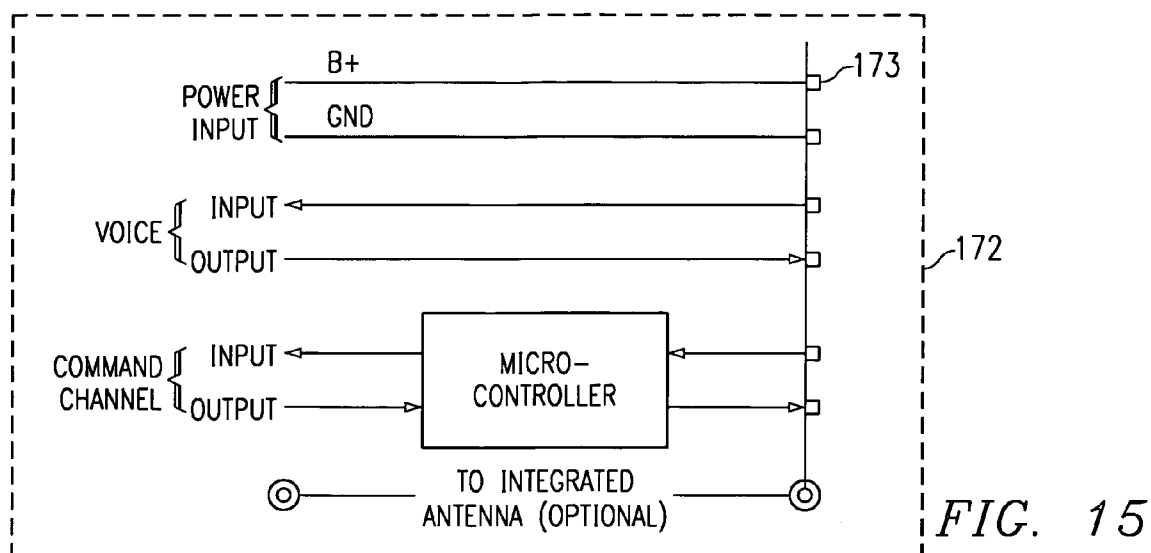 B+
173
POWER
INPUT
GND
VOICE
INPUT
OUTPUT
172
COMMAND
CHANNEL
INPUT
OUTPUT
MICRO-
CONTROLLER
TO INTEGRATED
ANTENNA (OPTIONAL)
FIG. 15